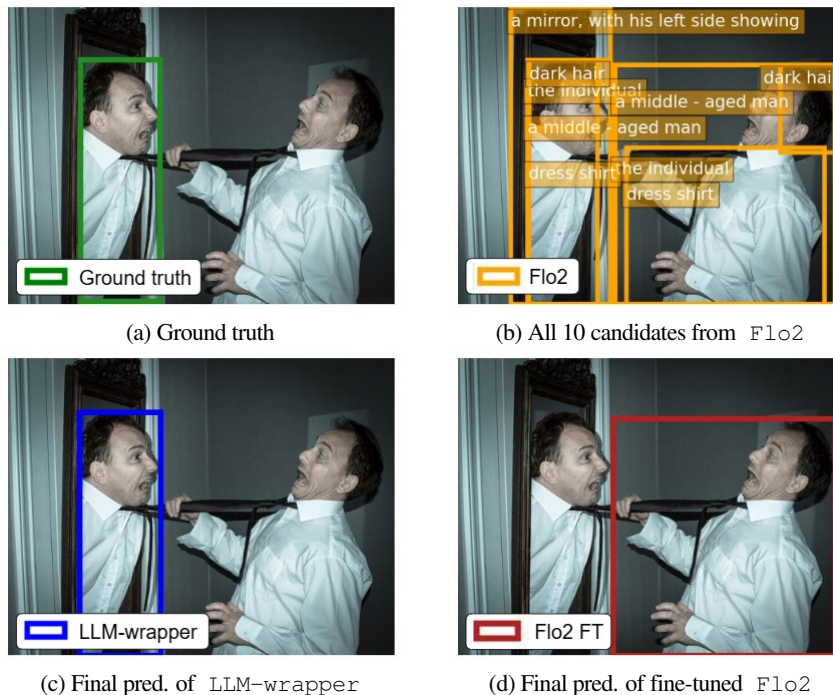 Ground truth
(a) Ground truth
a mirror, with his left side showing
dark hair
dark hai
the individual
a middle - aged man
a middle - aged man
dress shirt
the individual
dress shirt
Flo2
(b) All 10 candidates from Flo2
LLM-wrapper
(c) Final pred. of LLM-wrapper
Flo2 FT
(d) Final pred. of fine-tuned Flo2